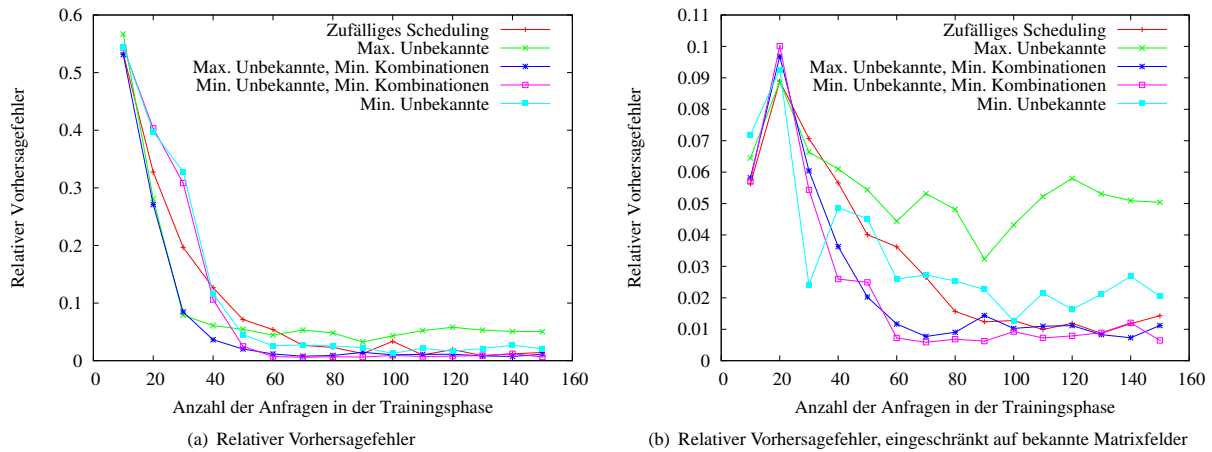 0.6
0.5
0.4
0.3
0.2
0.1
0
0 20 40 60 80 100 120 140 160
Relativer Vorhersagefehler
Anzahl der Anfragen in der Trainingsphase
Zufälliges Scheduling
Max. Unbekannte
Max. Unbekannte, Min. Kombinationen
Min. Unbekannte, Min. Kombinationen
Min. Unbekannte
(a) Relativer Vorhersagefehler
0.11
0.1
0.09
0.08
0.07
0.06
0.05
0.04
0.03
0.02
0.01
0
0 20 40 60 80 100 120 140 160
Relativer Vorhersagefehler
Anzahl der Anfragen in der Trainingsphase
Zufälliges Scheduling
Max. Unbekannte
Max. Unbekannte, Min. Kombinationen
Min. Unbekannte, Min. Kombinationen
Min. Unbekannte
(b) Relativer Vorhersagefehler, eingeschränkt auf bekannte Matrixfelder